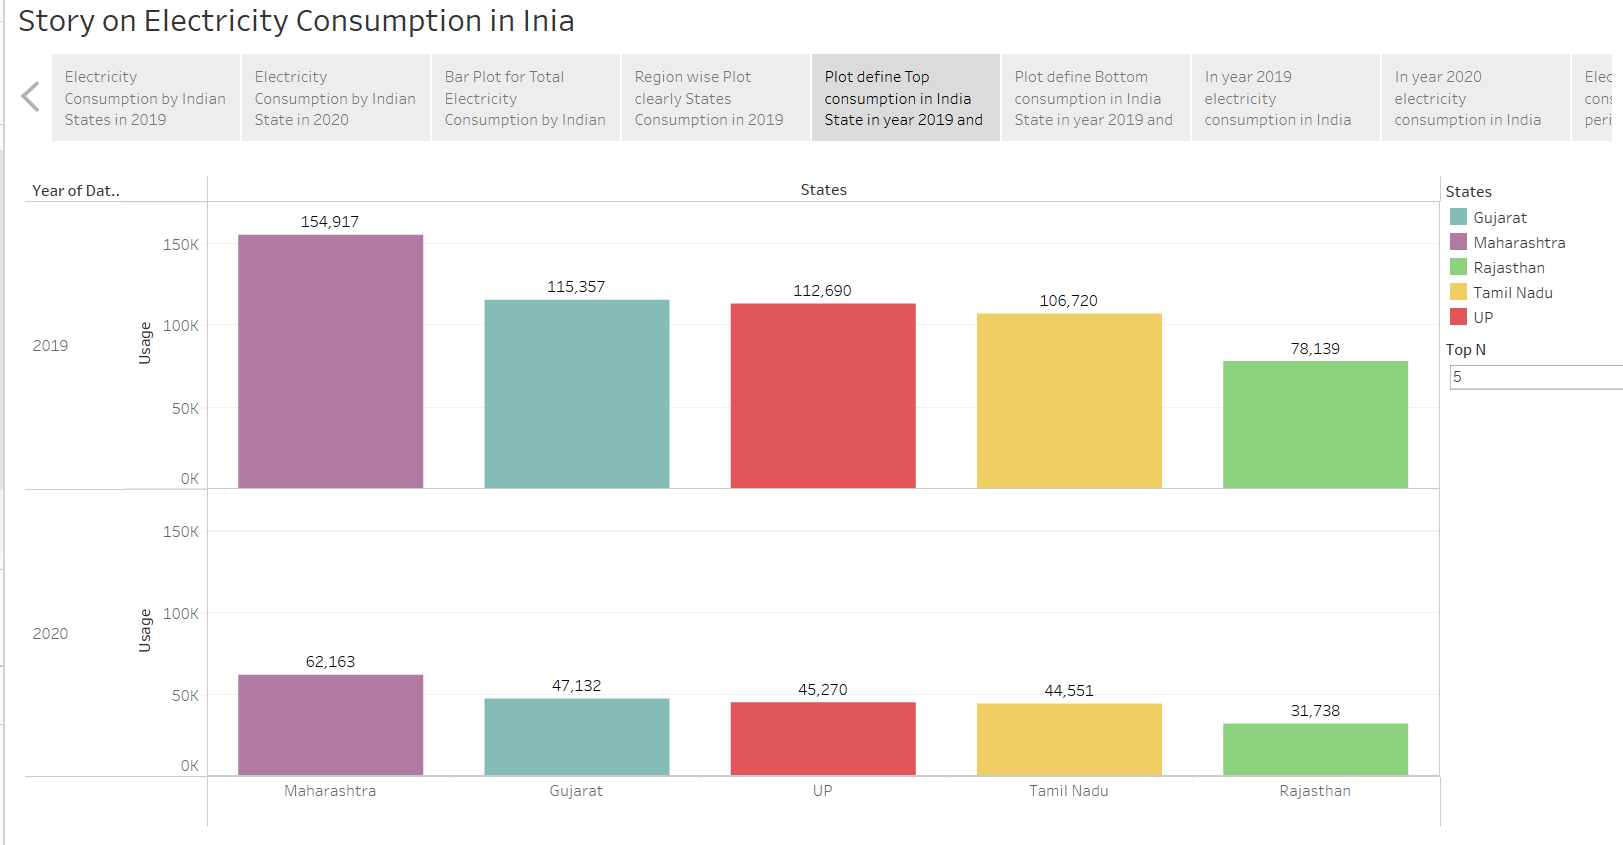 Story on Electricity Consumption in Inia
Electricity
Consumption by Indian
States in 2019
Electricity
Consumption by Indian
State in 2020
Bar Plot for Total
Electricity
Consumption by Indian
Region wise Plot
clearly States
Consumption in 2019
Plot define Top
consumption in India
State in year 2019 and
Plot define Bottom
consumption in India
State in year 2019 and
In year 2019
electricity
consumption in India
In year 2020
electricity
consumption in India
Elec
cons
peri
Year of Dat..
States
2019
Usage
150K
100K
50K
0K
154,917
115,357
112,690
106,720
78,139
2020
Usage
150K
100K
50K
0K
62,163
47,132
45,270
44,551
31,738
Maharashtra
Gujarat
UP
Tamil Nadu
Rajasthan
States
Gujarat
Maharashtra
Rajasthan
Tamil Nadu
UP
Top N
5